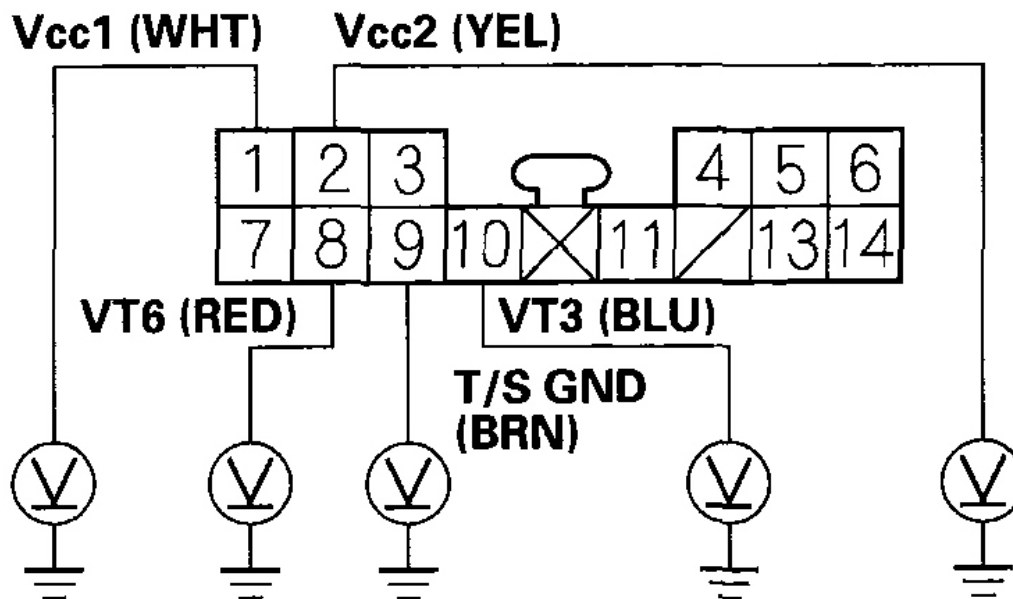 Vcc1 (WHT) Vcc2 (YEL)
1 2 3 4 5 6
7 8 9 10 11 13 14
VT6 (RED) VT3 (BLU)
T/S GND
(BRN)
V V V V V